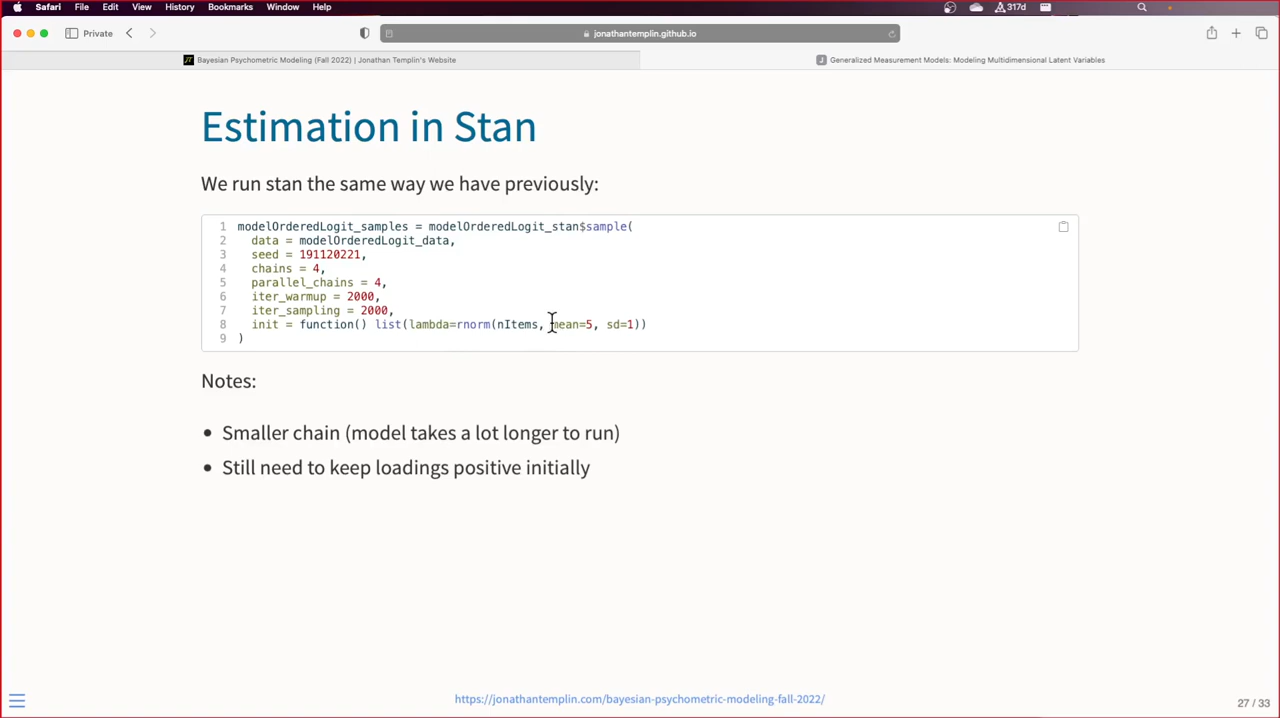 Safari File Edit View History Bookmarks Window Help 317d
Private jonathantemplin.github.io
Bayesian Psychometric Modeling (Fall 2022) | Jonathan Templin's Website
Generalized Measurement Models: Modeling Multidimensional Latent Variables
Estimation in Stan
We run stan the same way we have previously:
1 modelOrderedLogit_samples = modelOrderedLogit_stan$sample(
2 data = modelOrderedLogit_data,
3 seed = 191120221,
4 chains = 4,
5 parallel_chains = 4,
6 iter_warmup = 2000,
7 iter_sampling = 2000,
8 init = function() list(lambda=rnorm(nItems, mean=5, sd=1))
9 )
Notes:
• Smaller chain (model takes a lot longer to run)
• Still need to keep loadings positive initially
https://jonathantemplin.com/bayesian-psychometric-modeling-fall-2022/
27 / 33